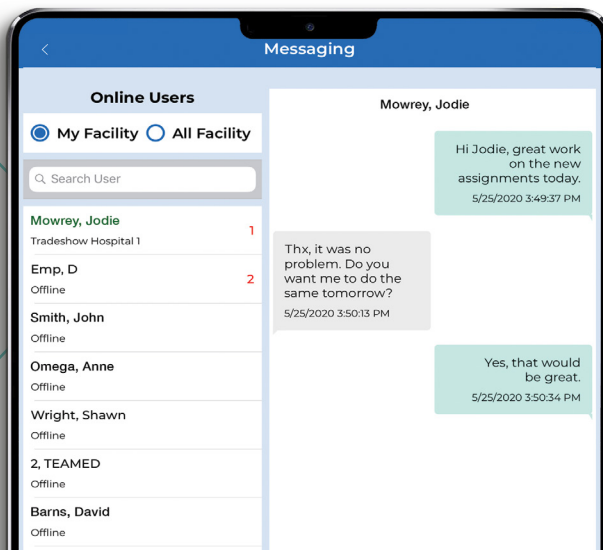 Messaging
Online Users
My Facility
All Facility
Search User
Mowrey, Jodie
1
Tradeshow Hospital 1
Emp, D
2
Offline
Smith, John
Offline
Omega, Anne
Offline
Wright, Shawn
Offline
2, TEAMED
Offline
Barns, David
Offline
Mowrey, Jodie
Hi Jodie, great work
on the new
assignments today.
5/25/2020 3:49:37 PM
Thx, it was no
problem. Do you
want me to do the
same tomorrow?
5/25/2020 3:50:13 PM
Yes, that would
be great.
5/25/2020 3:50:34 PM